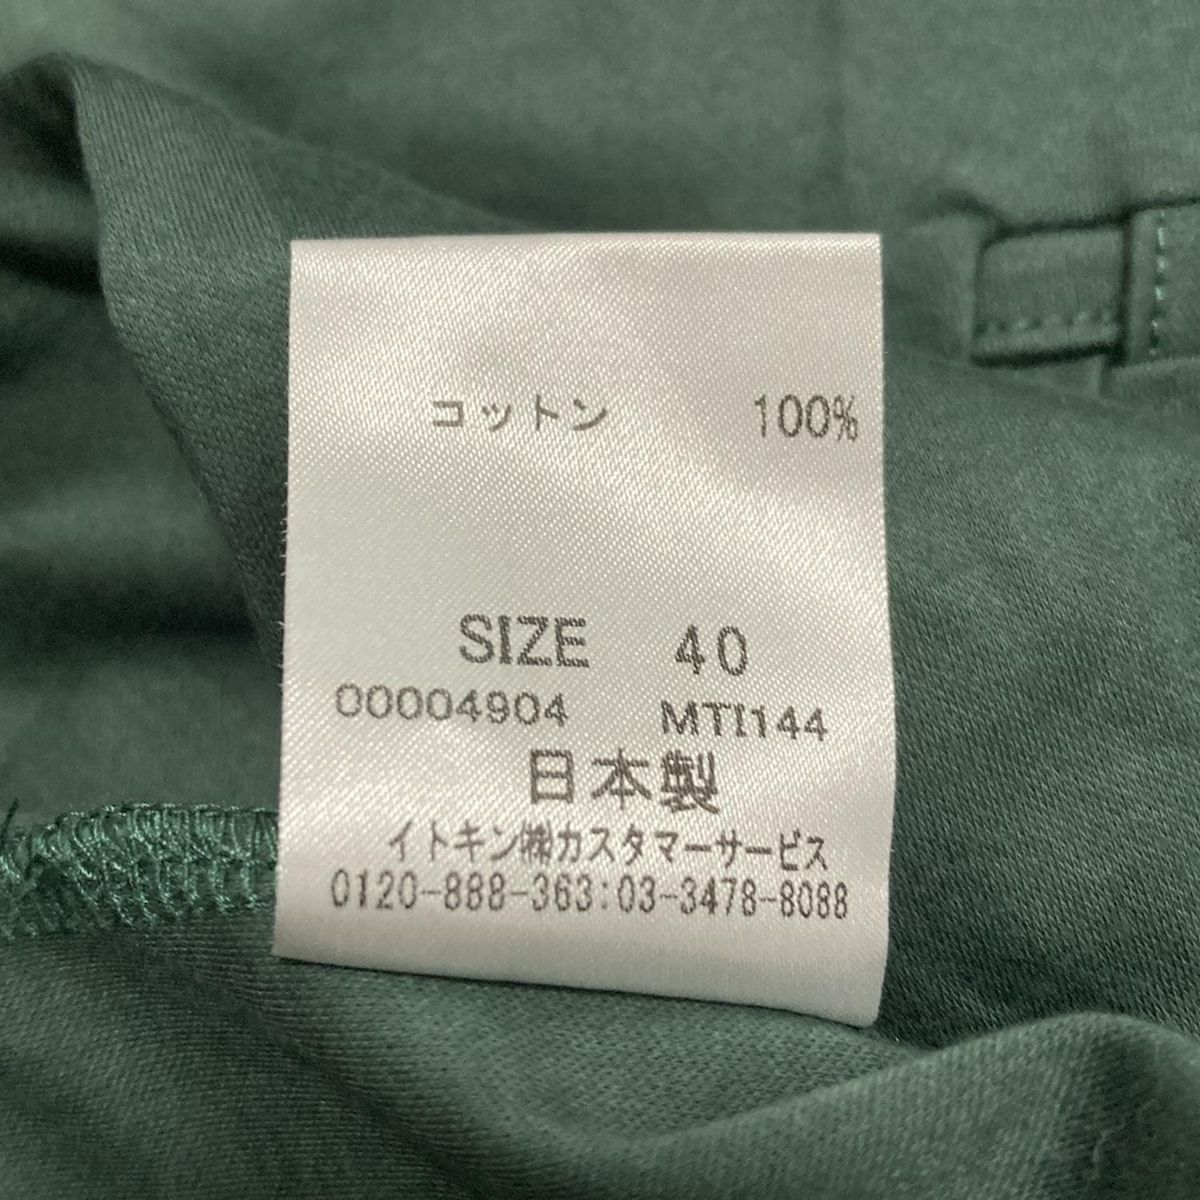 コットン 100%
SIZE 40
00004904 MTI144
日本製
イトキン㈱カスタマーサービス
0120-888-363:03-3478-8088